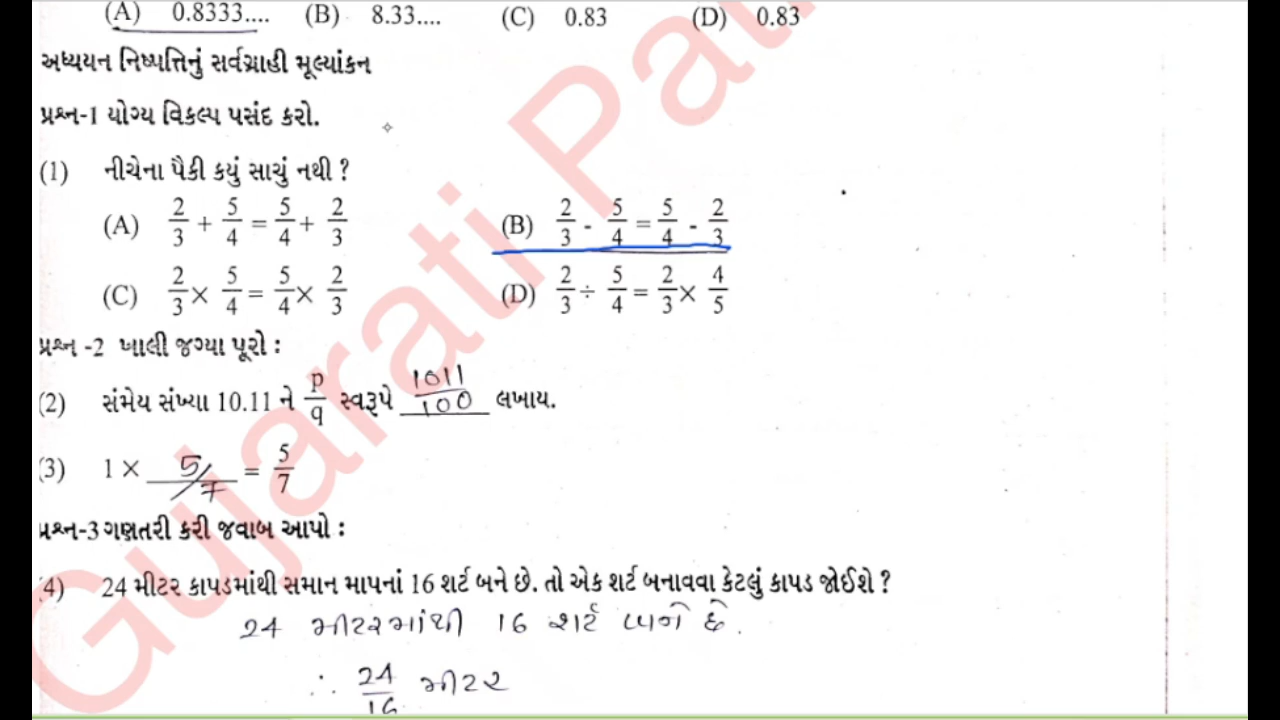 (A) 0.8333.... (B) 8.33.... (C) 0.83 (D) 0.83
અધ્યયન નિષ્પત્તિનું સર્વગ્રાહી મૂલ્યાંકન
પ્રશ્ન-1 યોગ્ય વિકલ્પ પસંદ કરો.
(1) નીચેના પૈકી કયું સાચું નથી ?
(A) 2/3 + 5/4 = 5/4 + 2/3 (B) 2/3 - 5/4 = 5/4 - 2/3
(C) 2/3 × 5/4 = 5/4 × 2/3 (D) 2/3 ÷ 5/4 = 2/3 × 4/5
પ્રશ્ન -2 ખાલી જગ્યા પૂરો :
(2) સંમેય સંખ્યા 10.11 ને p/q સ્વરૂપે 1011/100 લખાય.
(3) 1 × 5/7 = 5/7
પ્રશ્ન-3 ગણતરી કરી જવાબ આપો :
4) 24 મીટર કાપડમાંથી સમાન માપનાં 16 શર્ટ બને છે. તો એક શર્ટ બનાવવા કેટલું કાપડ જોઈશે ?
24 મીટરમાંથી 16 શર્ટ બને છે.
∴ 24/16 મીટર
Gujarati Pat